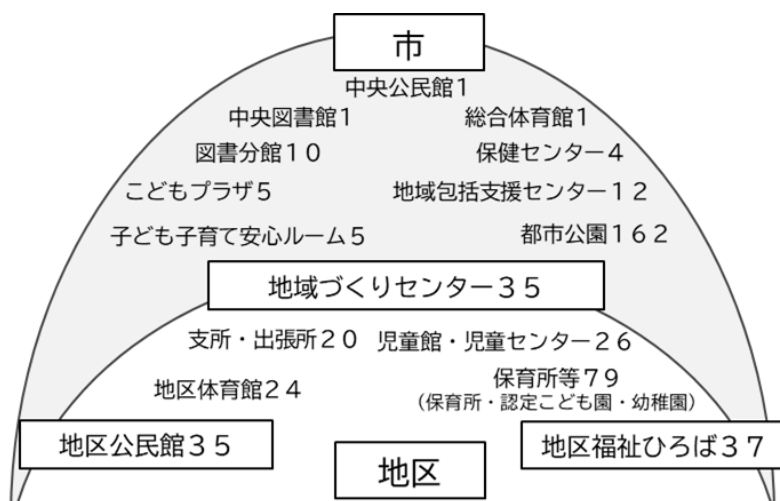 市
中央公民館１
中央図書館１
総合体育館１
図書分館１０
保健センター４
こどもプラザ５
地域包括支援センター１２
子ども子育て安心ルーム５
都市公園１６２
地域づくりセンター３５
支所・出張所２０
児童館・児童センター２６
地区体育館２４
保育所等７９
（保育所・認定こども園・幼稚園）
地区公民館３５
地区福祉ひろば３７
地区